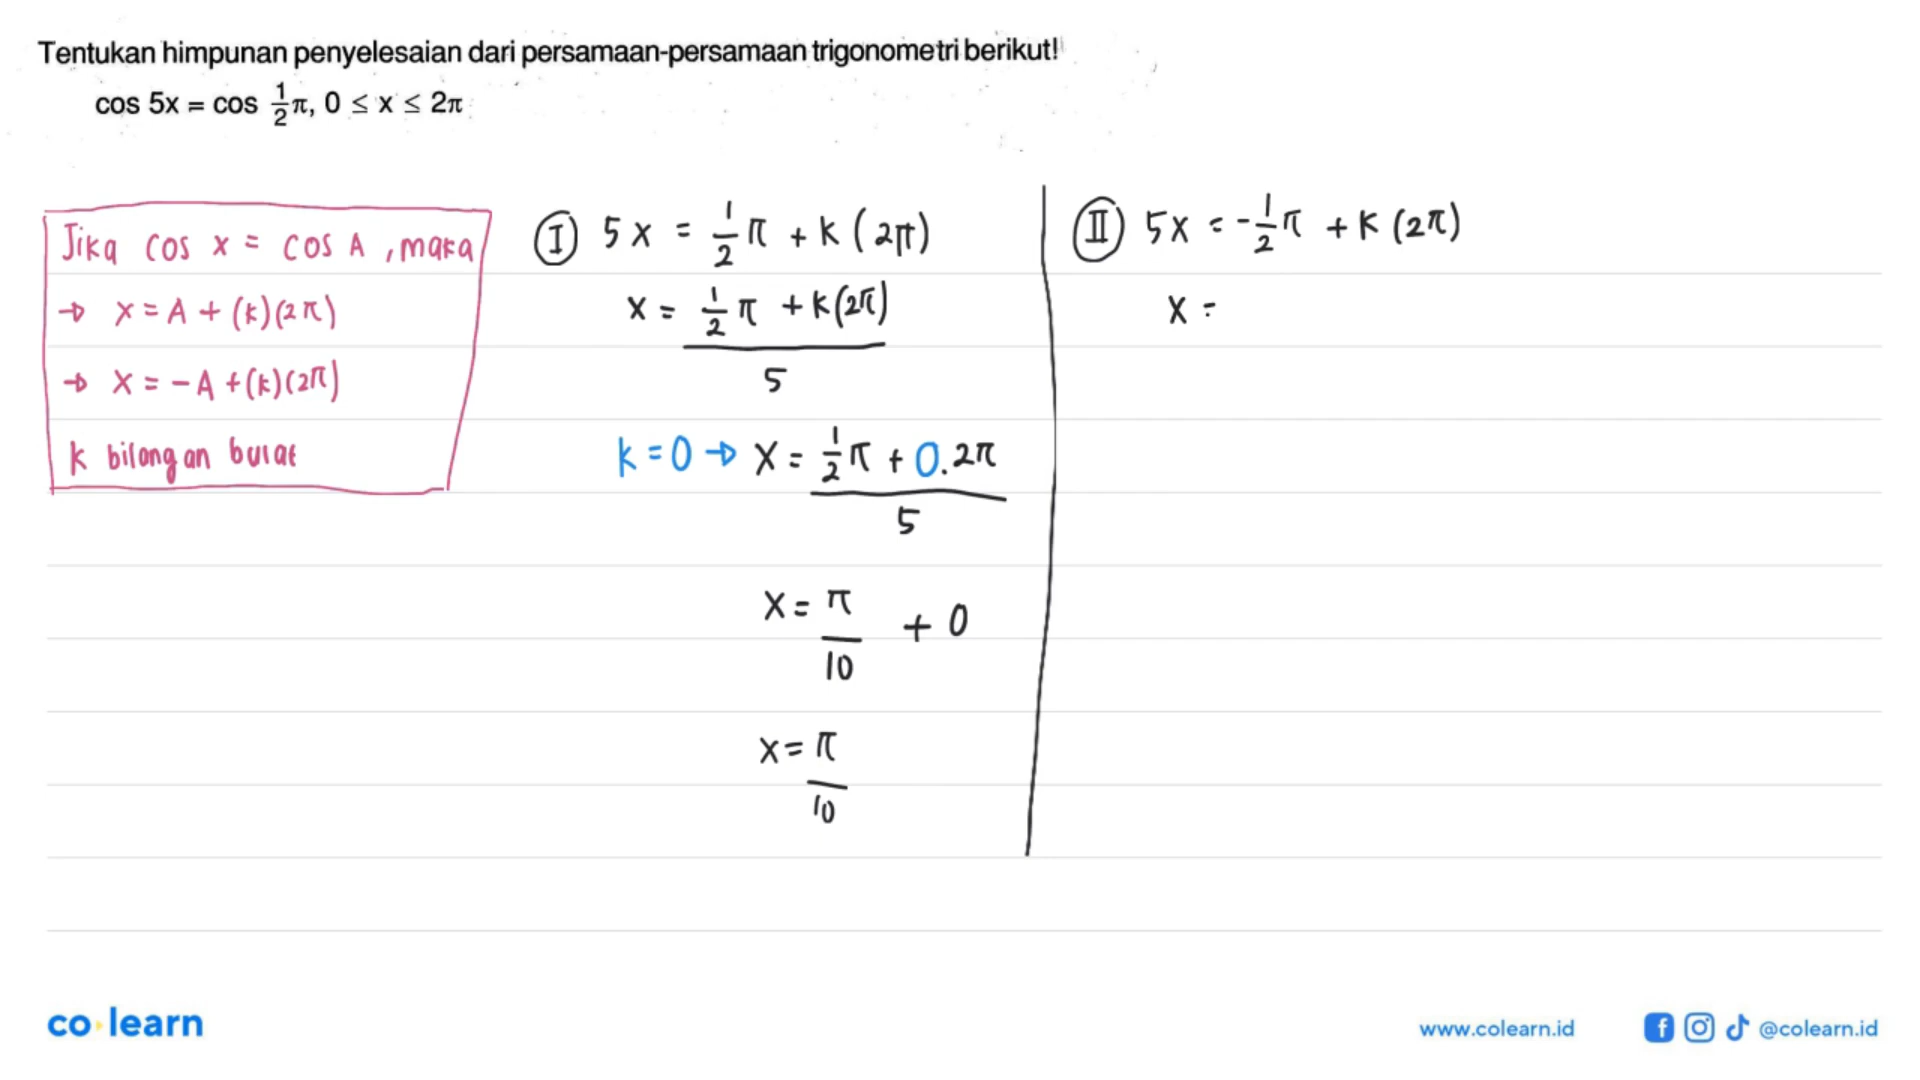 Tentukan himpunan penyelesaian dari persamaan-persamaan trigonometri berikut!
cos 5x = cos 1/2 π, 0 ≤ x ≤ 2π
Jika cos x = cos A, maka
→ x = A + (k)(2π)
→ x = -A + (k)(2π)
k bilangan bulat
I 5x = 1/2 π + k(2π)
x = (1/2 π + k(2π))/5
k = 0 → x = (1/2 π + 0.2π)/5
x = π/10 + 0
x = π/10
II 5x = -1/2 π + k(2π)
x =
co learn
www.colearn.id
@colearn.id